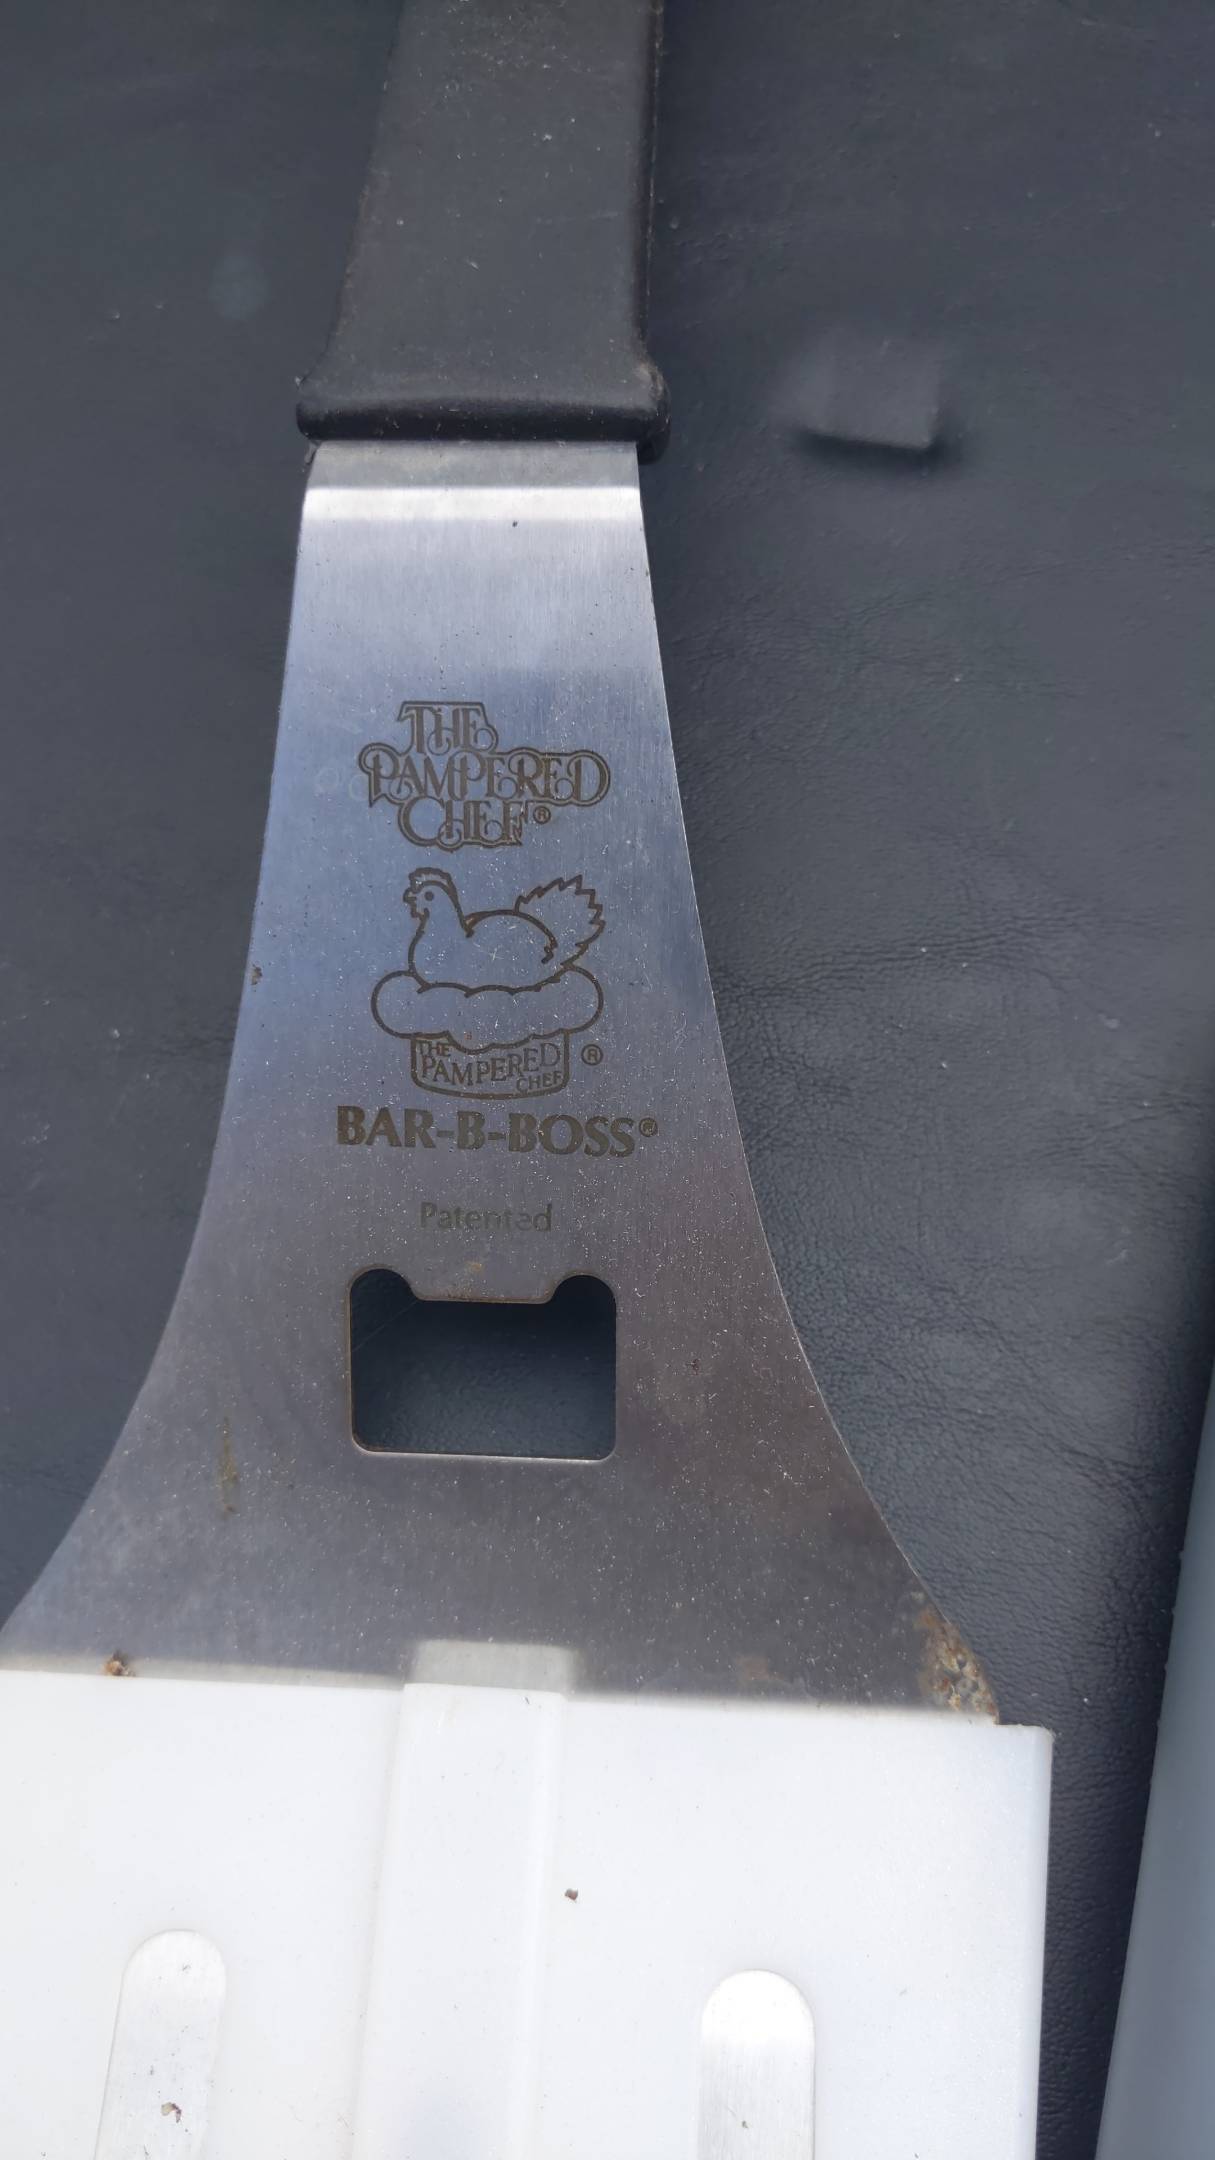 THE
PAMPERED
CHEF®
THE
PAMPERED ®
CHEF
BAR-B-BOSS®
Patented